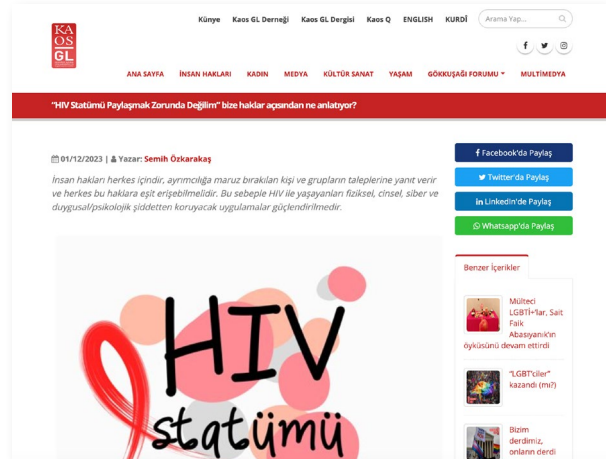 Künye Kaos GL Derneği Kaos GL Dergisi Kaos Q ENGLISH KURDÎ Arama Yap...
KA
OS
GL
ANA SAYFA İNSAN HAKLARI KADIN MEDYA KÜLTÜR SANAT YAŞAM GÖKKUŞAĞI FORUMU MULTİMEDYA
“HIV Statümü Paylaşmak Zorunda Değilim” bize haklar açısından ne anlatıyor?
01/12/2023 | Yazar: Semih Özkarakaş
İnsan hakları herkes içindir, ayrımcılığa maruz bırakılan kişi ve grupların taleplerine yanıt verir
ve herkes bu haklara eşit erişebilmelidir. Bu sebeple HIV ile yaşayanları fiziksel, cinsel, siber ve
duygusal/psikolojik şiddetten koruyacak uygulamalar güçlendirilmedir.
HIV
statümü
Facebook'da Paylaş
Twitter'da Paylaş
Linkedin'de Paylaş
Whatsapp'da Paylaş
Benzer İçerikler
Mülteci
LGBTİ+'lar, Sait
Faik
Abasıyanık'ın
öyküsünü devam ettirdi
“LGBT'ciler”
kazandı (mı?)
Bizim
derdimiz,
onların derdi